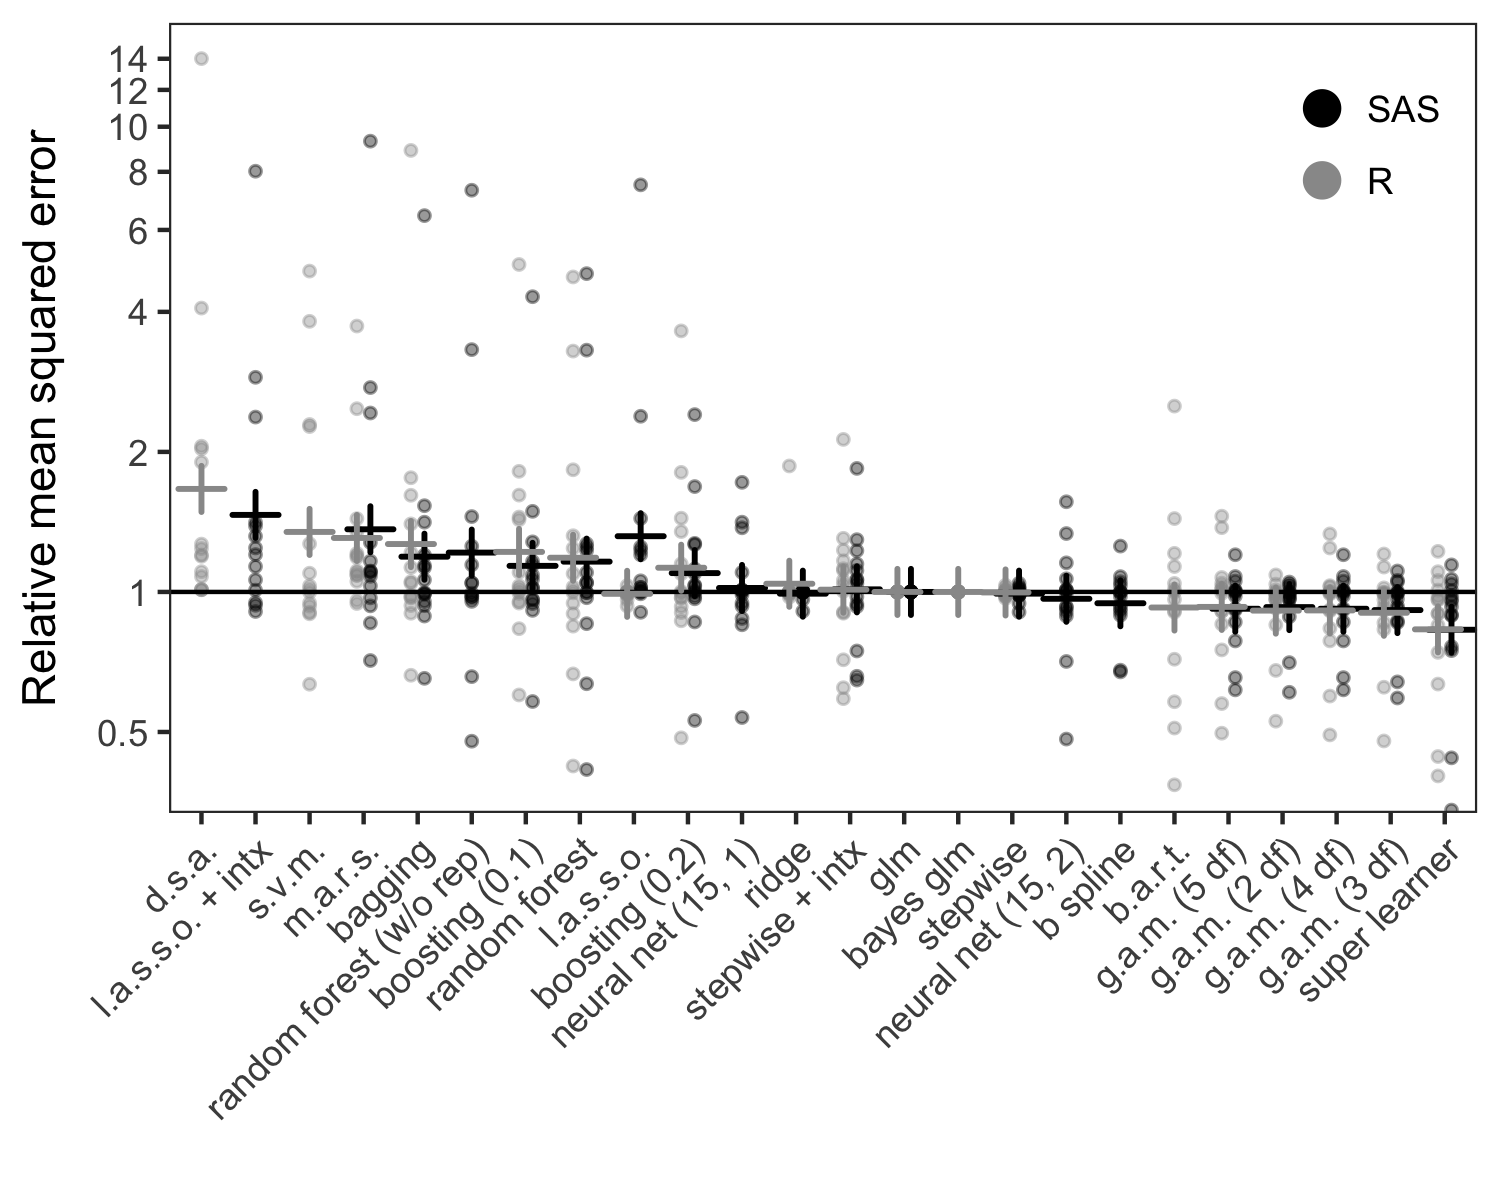 Relative mean squared error
14
12
10
8
6
4
2
1
0.5
SAS
R
d.s.a.
l.a.s.s.o. + intx
s.v.m.
m.a.r.s.
bagging
random forest (w/o rep)
boosting (0.1)
random forest
l.a.s.s.o.
boosting (0.2)
neural net (15, 1)
ridge
stepwise + intx
glm
bayes glm
stepwise
neural net (15, 2)
b spline
b.a.r.t.
g.a.m. (5 df)
g.a.m. (2 df)
g.a.m. (4 df)
g.a.m. (3 df)
super learner